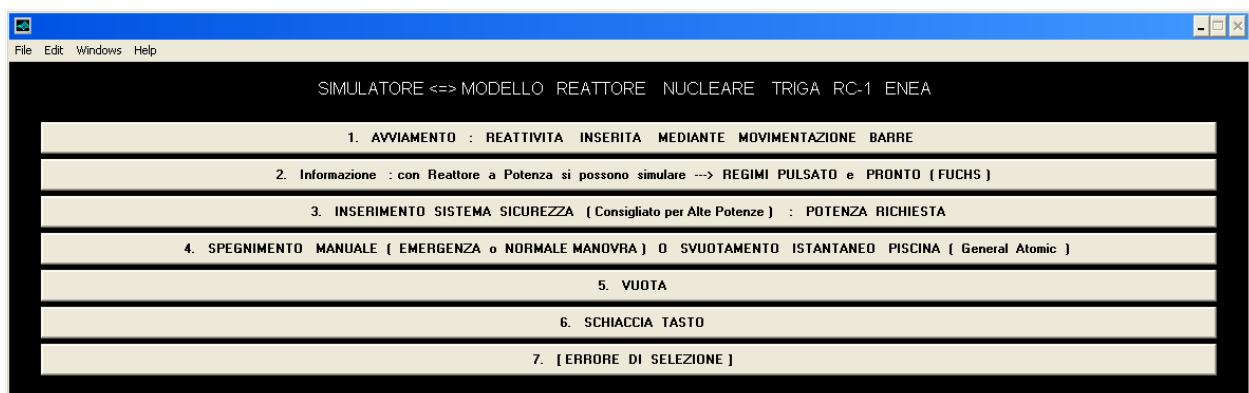 File Edit Windows Help
SIMULATORE <=> MODELLO REATTORE NUCLEARE TRIGA RC-1 ENEA
1. AVVIAMENTO : REATTIVITA INSERITA MEDIANTE MOVIMENTAZIONE BARRE
2. Informazione : con Reattore a Potenza si possono simulare ---> REGIMI PULSATO e PRONTO ( FUCHS )
3. INSERIMENTO SISTEMA SICUREZZA ( Consigliato per Alte Potenze ) : POTENZA RICHIESTA
4. SPEGNIMENTO MANUALE ( EMERGENZA o NORMALE MANOVRA ) O SVUOTAMENTO ISTANTANEO PISCINA ( General Atomic )
5. VUOTA
6. SCHIACCIA TASTO
7. [ ERRORE DI SELEZIONE ]